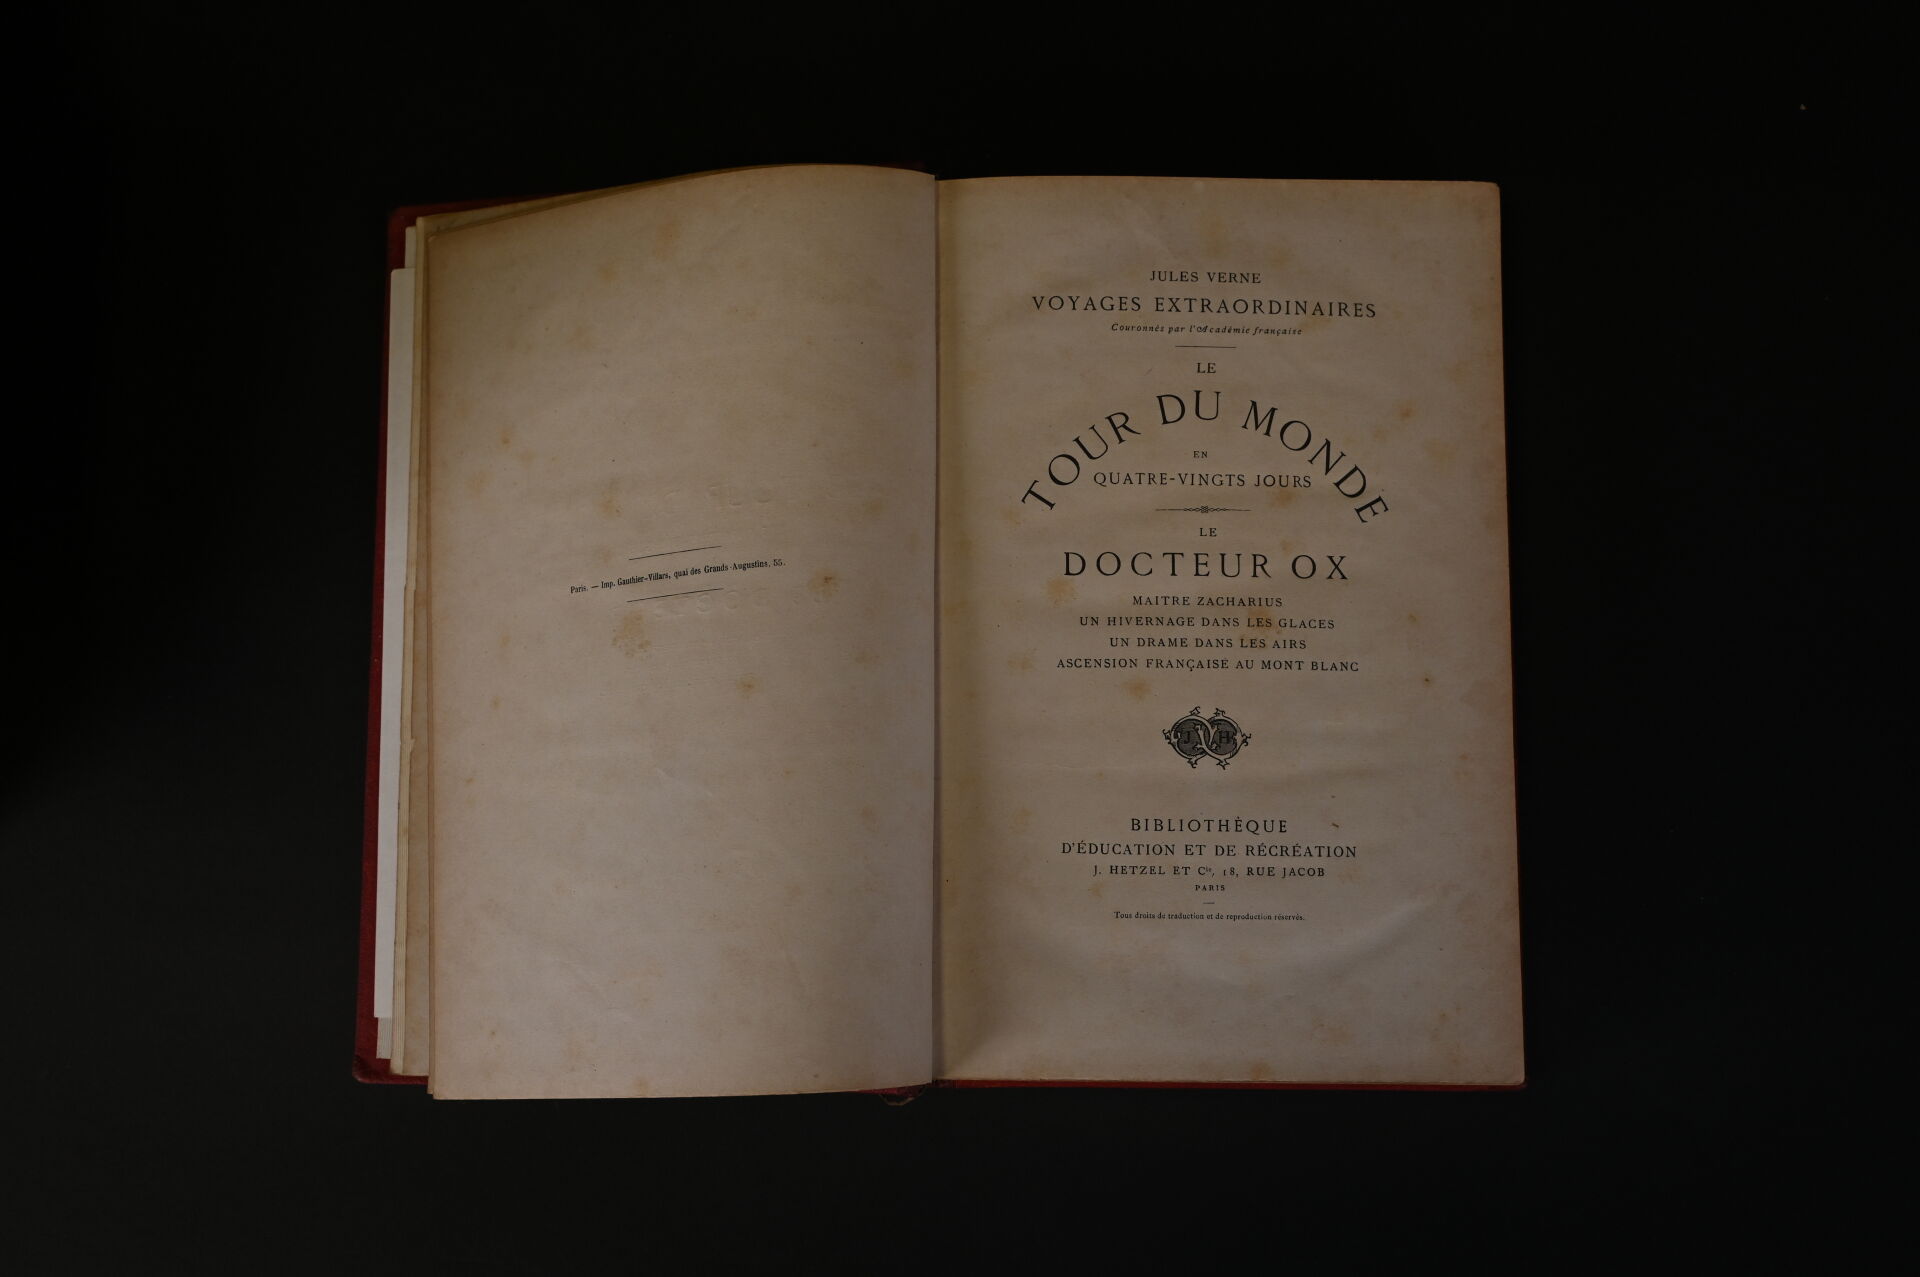 Paris. — Imp. Gauthier-Villars, quai des Grands-Augustins, 55.
JULES VERNE
VOYAGES EXTRAORDINAIRES
Couronnés par l'Académie française
LE
TOUR DU MONDE
EN
QUATRE-VINGTS JOURS
LE
DOCTEUR OX
MAITRE ZACHARIUS
UN HIVERNAGE DANS LES GLACES
UN DRAME DANS LES AIRS
ASCENSION FRANÇAISE AU MONT BLANC
J H
BIBLIOTHÈQUE
D'ÉDUCATION ET DE RÉCRÉATION
J. HETZEL ET Cie, 18, RUE JACOB
PARIS
Tous droits de traduction et de reproduction réservés.